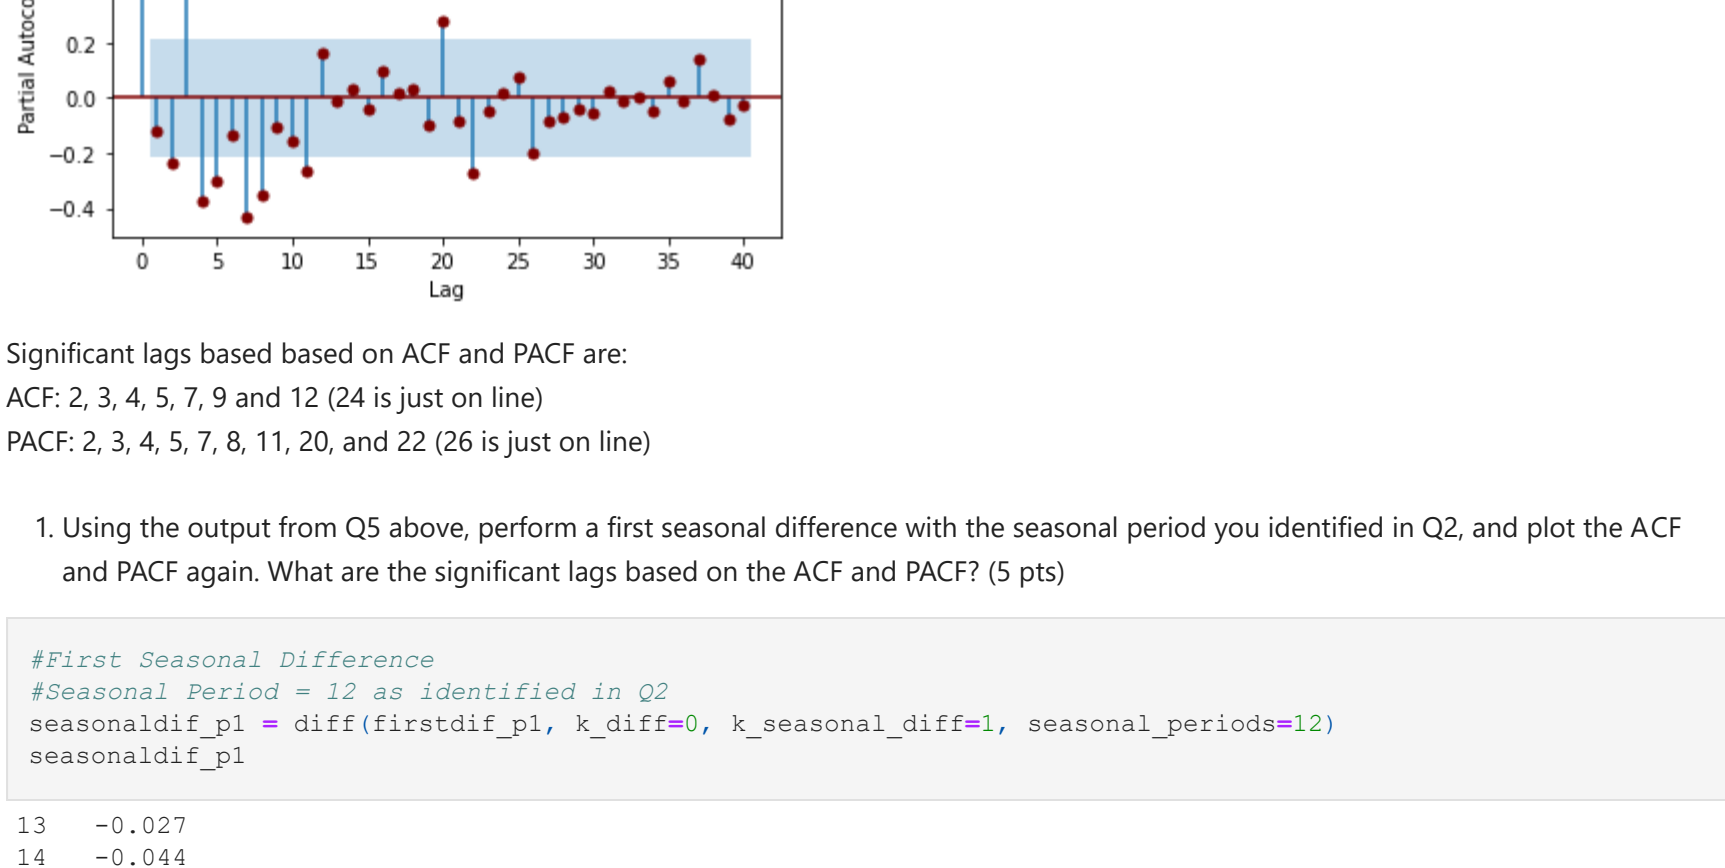 Partial Autoco
0.2
0.0
−0.2
−0.4
0 5 10 15 20 25 30 35 40
Lag
Significant lags based based on ACF and PACF are:
ACF: 2, 3, 4, 5, 7, 9 and 12 (24 is just on line)
PACF: 2, 3, 4, 5, 7, 8, 11, 20, and 22 (26 is just on line)
1. Using the output from Q5 above, perform a first seasonal difference with the seasonal period you identified in Q2, and plot the ACF
and PACF again. What are the significant lags based on the ACF and PACF? (5 pts)
#First Seasonal Difference
#Seasonal Period = 12 as identified in Q2
seasonaldif_p1 = diff(firstdif_p1, k_diff=0, k_seasonal_diff=1, seasonal_periods=12)
seasonaldif_p1
13 -0.027
14 -0.044